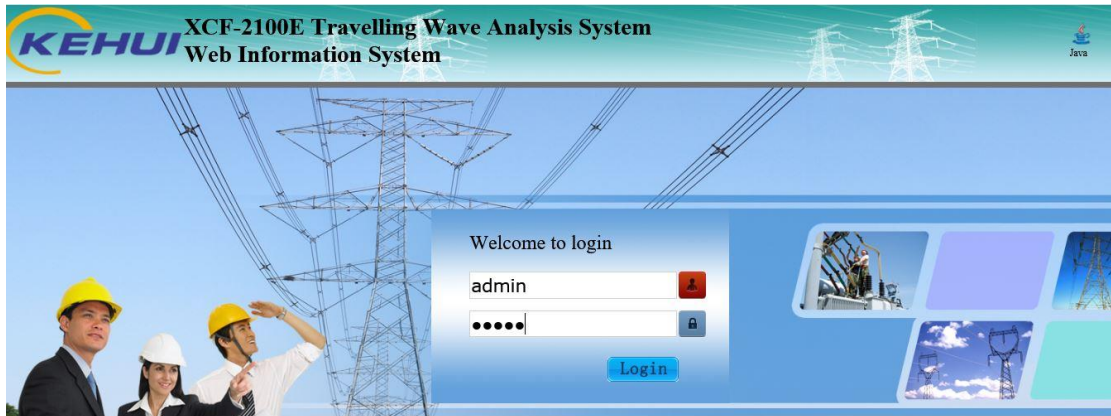 KEHUI
XCF-2100E Travelling Wave Analysis System
Web Information System
Java
Welcome to login
admin
●●●●●
Login